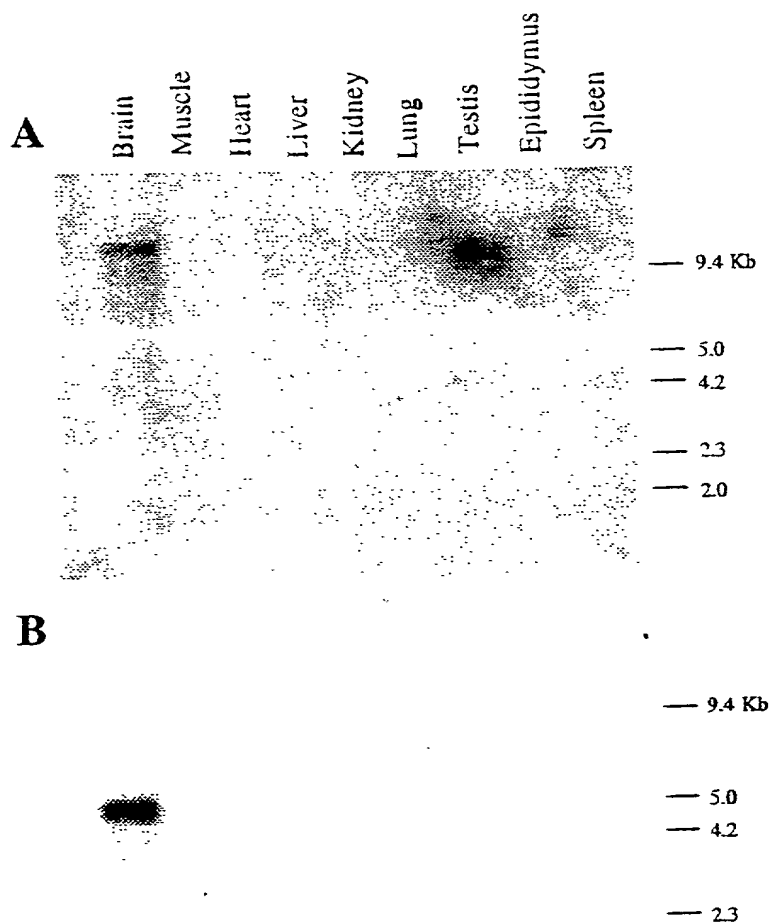 A
Brain
Muscle
Heart
Liver
Kidney
Lung
Testis
Epididymus
Spleen
9.4 Kb
5.0
4.2
2.3
2.0
B
9.4 Kb
5.0
4.2
2.3